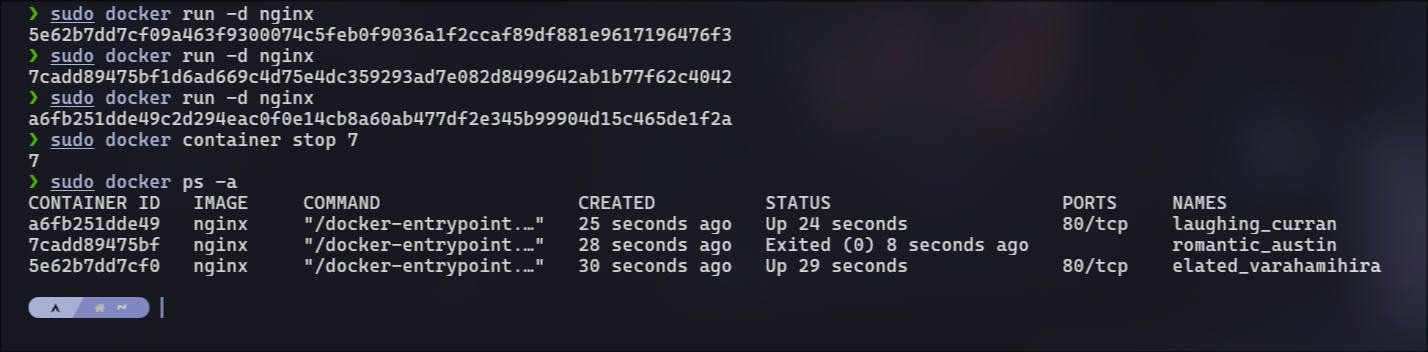 ❯ sudo docker run -d nginx
5e62b7dd7cf09a463f9300074c5feb0f9036a1f2ccaf89df881e9617196476f3
❯ sudo docker run -d nginx
7cadd89475bf1d6ad669c4d75e4dc359293ad7e082d8499642ab1b77f62c4042
❯ sudo docker run -d nginx
a6fb251dde49c2d294eac0f0e14cb8a60ab477df2e345b99904d15c465de1f2a
❯ sudo docker container stop 7
7
❯ sudo docker ps -a
CONTAINER ID   IMAGE     COMMAND                  CREATED          STATUS                     PORTS     NAMES
a6fb251dde49   nginx     "/docker-entrypoint.…"   25 seconds ago   Up 24 seconds              80/tcp    laughing_curran
7cadd89475bf   nginx     "/docker-entrypoint.…"   28 seconds ago   Exited (0) 8 seconds ago             romantic_austin
5e62b7dd7cf0   nginx     "/docker-entrypoint.…"   30 seconds ago   Up 29 seconds              80/tcp    elated_varahamihira
~